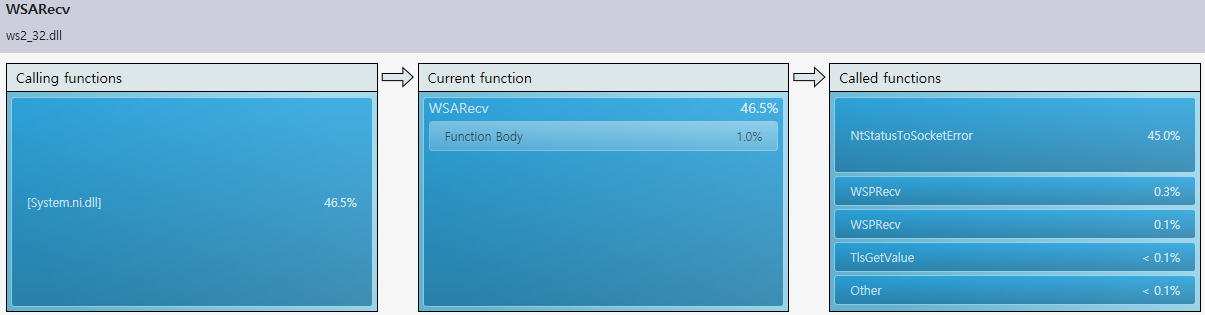 WSARecv
ws2_32.dll
Calling functions
[System.ni.dll] 46.5%
Current function
WSARecv 46.5%
Function Body 1.0%
Called functions
NtStatusToSocketError 45.0%
WSPRecv 0.3%
WSPRecv 0.1%
TlsGetValue < 0.1%
Other < 0.1%